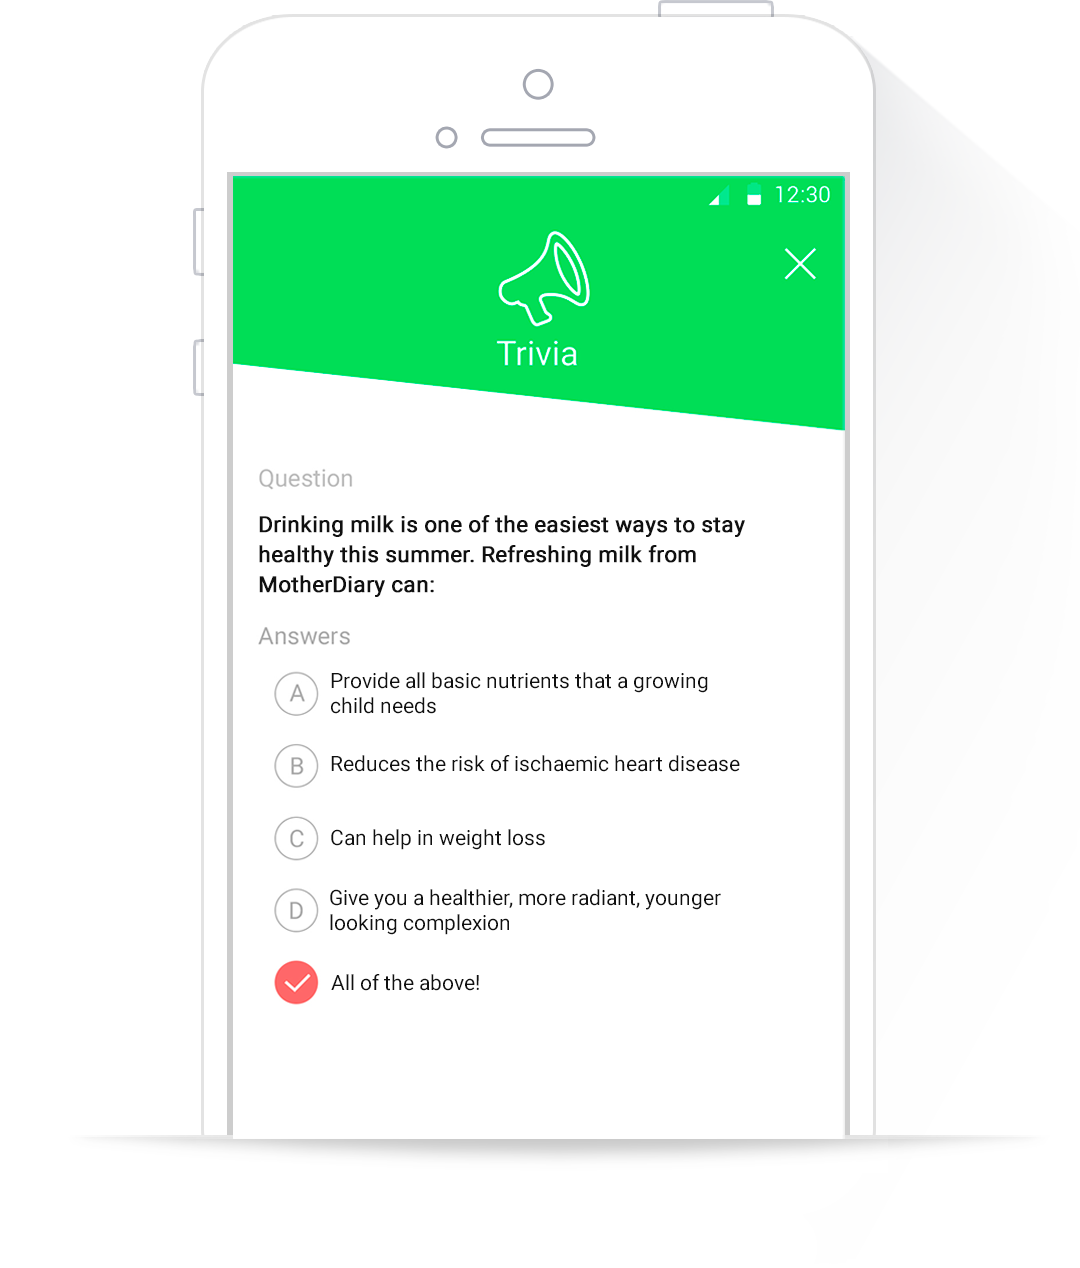 12:30
Trivia
Question
Drinking milk is one of the easiest ways to stay
healthy this summer. Refreshing milk from
MotherDiary can:
Answers
A Provide all basic nutrients that a growing
child needs
B Reduces the risk of ischaemic heart disease
C Can help in weight loss
D Give you a healthier, more radiant, younger
looking complexion
All of the above!